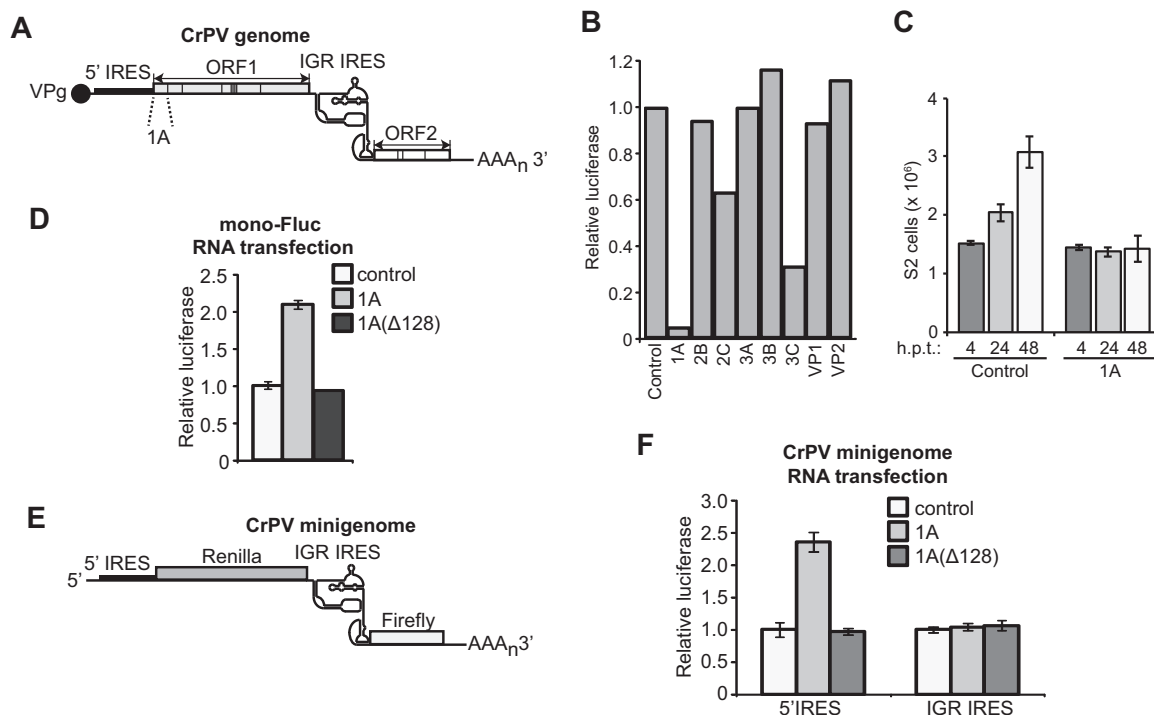 A
CrPV genome
IGR IRES
5' IRES
ORF1
VPg
1A
ORF2
AAAn 3'
B
Relative luciferase
1.2
1.0
0.8
0.6
0.4
0.2
0
Control
1A
2B
2C
3A
3B
3C
VP1
VP2
C
S2 cells (x 10⁶)
4
3
2
1
0
h.p.t.: 4 24 48 4 24 48
Control 1A
D
mono-Fluc
RNA transfection
Relative luciferase
2.5
2.0
1.5
1.0
0.5
0
control
1A
1A(Δ128)
E
CrPV minigenome
5' IRES
Renilla
IGR IRES
5'
Firefly
AAAn3'
F
CrPV minigenome
RNA transfection
Relative luciferase
3.0
2.5
2.0
1.5
1.0
0.5
0
control
1A
1A(Δ128)
5'IRES IGR IRES